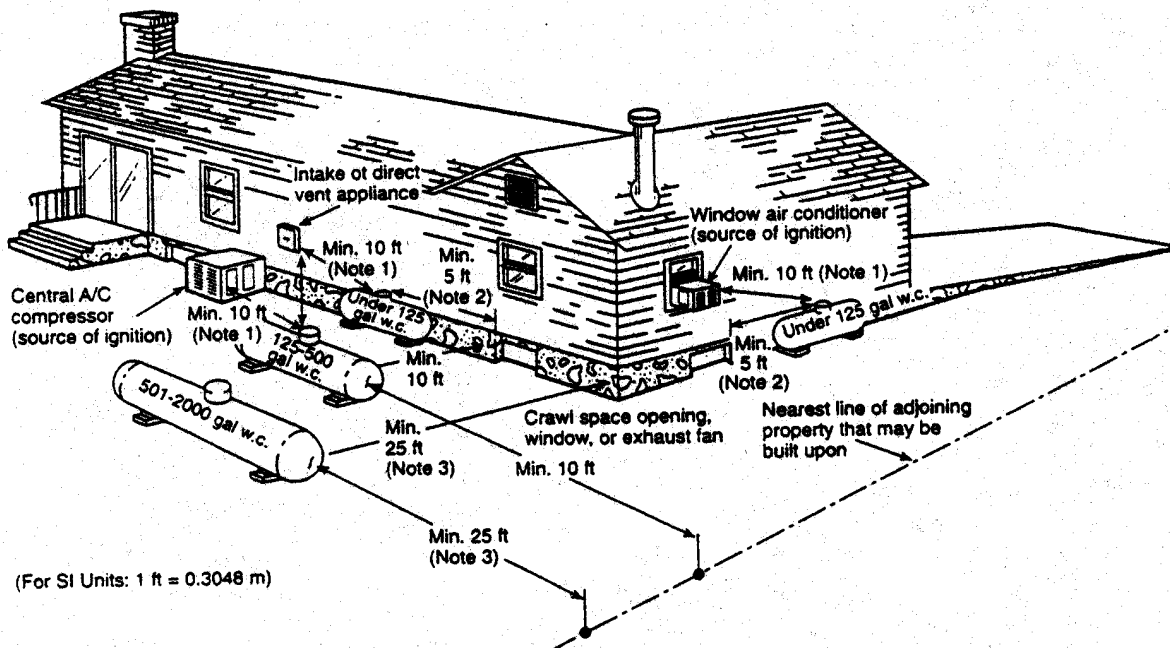 Intake ot direct
vent appliance
Window air conditioner
(source of ignition)
Min. 10 ft
(Note 1)
Min.
5 ft
(Note 2)
Min. 10 ft (Note 1)
Central A/C
compressor
(source of ignition)
Min. 10 ft
(Note 1)
Under 125
gal w.c.
Under 125 gal w.c.
125-500
gal w.c.
Min.
10 ft
Min.
5 ft
(Note 2)
501-2000 gal w.c.
Min.
25 ft
(Note 3)
Crawl space opening,
window, or exhaust fan
Nearest line of adjoining
property that may be
built upon
Min. 10 ft
Min. 25 ft
(Note 3)
(For SI Units: 1 ft = 0.3048 m)